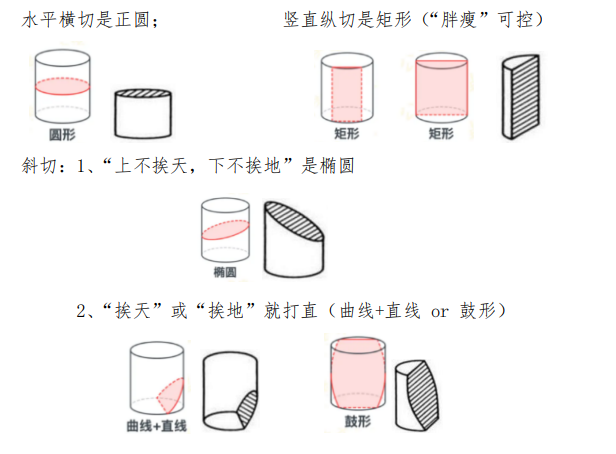 水平横切是正圆；
竖直纵切是矩形（“胖瘦”可控）
圆形
矩形
矩形
斜切：1、“上不挨天，下不挨地”是椭圆
椭圆
2、“挨天”或“挨地”就打直（曲线+直线 or 鼓形）
曲线+直线
鼓形